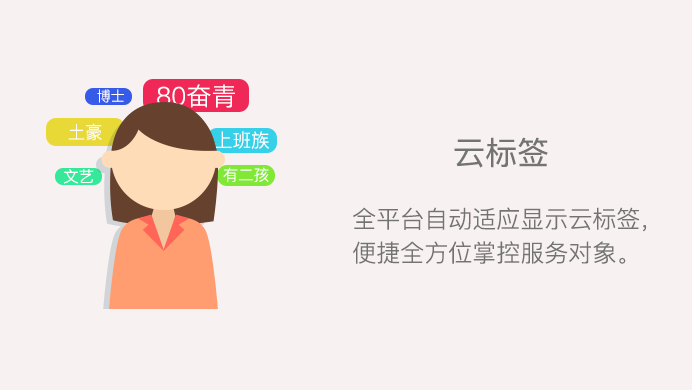 博士
80奋青
土豪
上班族
文艺
有二孩
云标签
全平台自动适应显示云标签,
便捷全方位掌控服务对象。